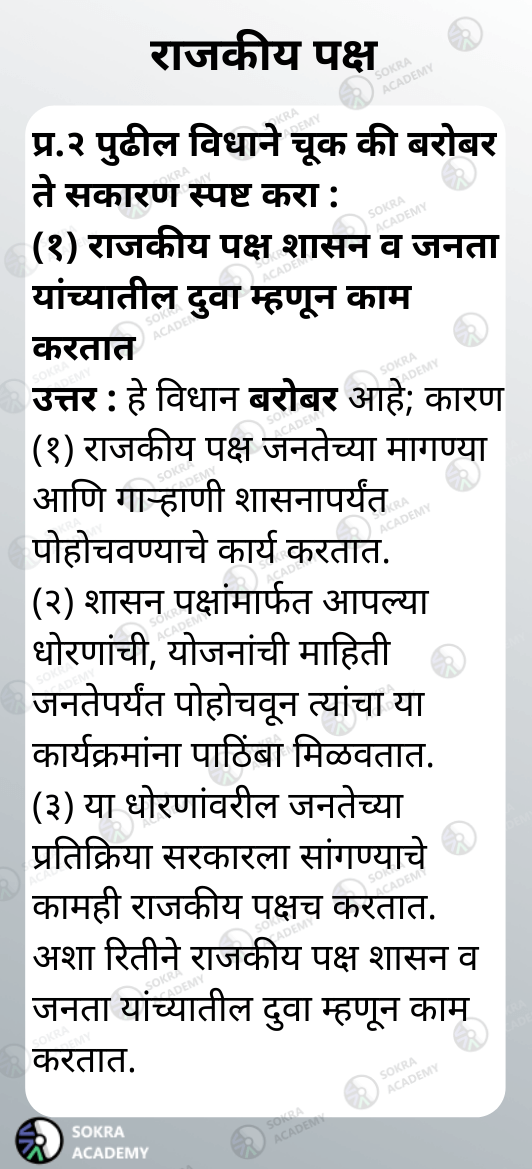 राजकीय पक्ष
प्र.२ पुढील विधाने चूक की बरोबर
ते सकारण स्पष्ट करा :
(१) राजकीय पक्ष शासन व जनता
यांच्यातील दुवा म्हणून काम
करतात
उत्तर : हे विधान बरोबर आहे; कारण
(१) राजकीय पक्ष जनतेच्या मागण्या
आणि गाऱ्हाणी शासनापर्यंत
पोहोचवण्याचे कार्य करतात.
(२) शासन पक्षांमार्फत आपल्या
धोरणांची, योजनांची माहिती
जनतेपर्यंत पोहोचवून त्यांचा या
कार्यक्रमांना पाठिंबा मिळवतात.
(३) या धोरणांवरील जनतेच्या
प्रतिक्रिया सरकारला सांगण्याचे
कामही राजकीय पक्षच करतात.
अशा रितीने राजकीय पक्ष शासन व
जनता यांच्यातील दुवा म्हणून काम
करतात.
SOKRA
ACADEMY